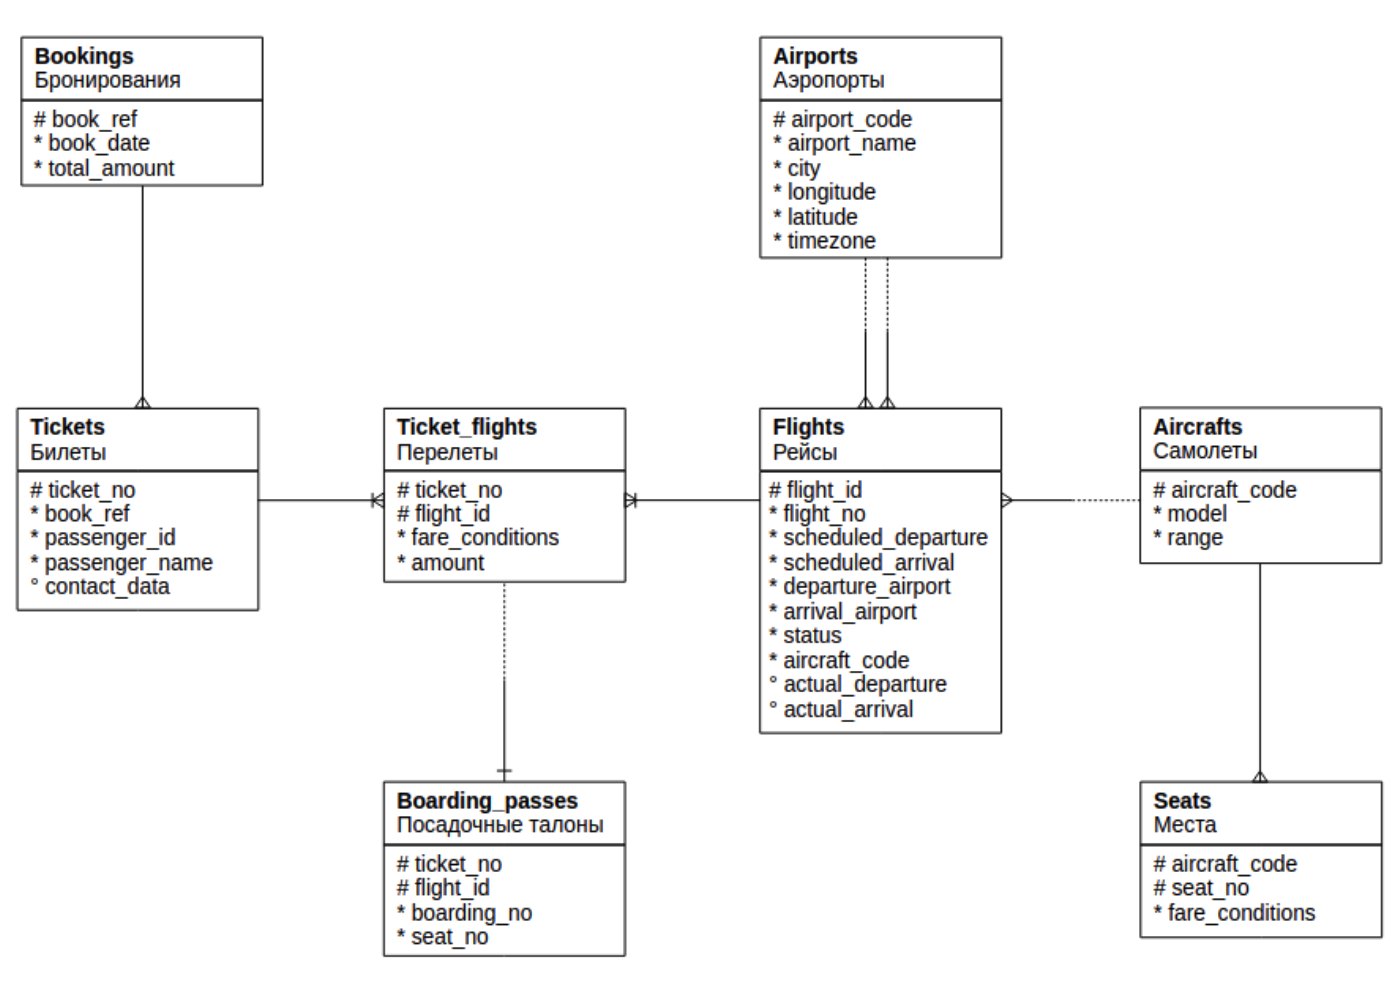 Bookings
Бронирования
# book_ref
* book_date
* total_amount
Airports
Аэропорты
# airport_code
* airport_name
* city
* longitude
* latitude
* timezone
Tickets
Билеты
# ticket_no
* book_ref
* passenger_id
* passenger_name
° contact_data
Ticket_flights
Перелеты
# ticket_no
# flight_id
* fare_conditions
* amount
Flights
Рейсы
# flight_id
* flight_no
* scheduled_departure
* scheduled_arrival
* departure_airport
* arrival_airport
* status
* aircraft_code
° actual_departure
° actual_arrival
Aircrafts
Самолеты
# aircraft_code
* model
* range
Boarding_passes
Посадочные талоны
# ticket_no
# flight_id
* boarding_no
* seat_no
Seats
Места
# aircraft_code
# seat_no
* fare_conditions